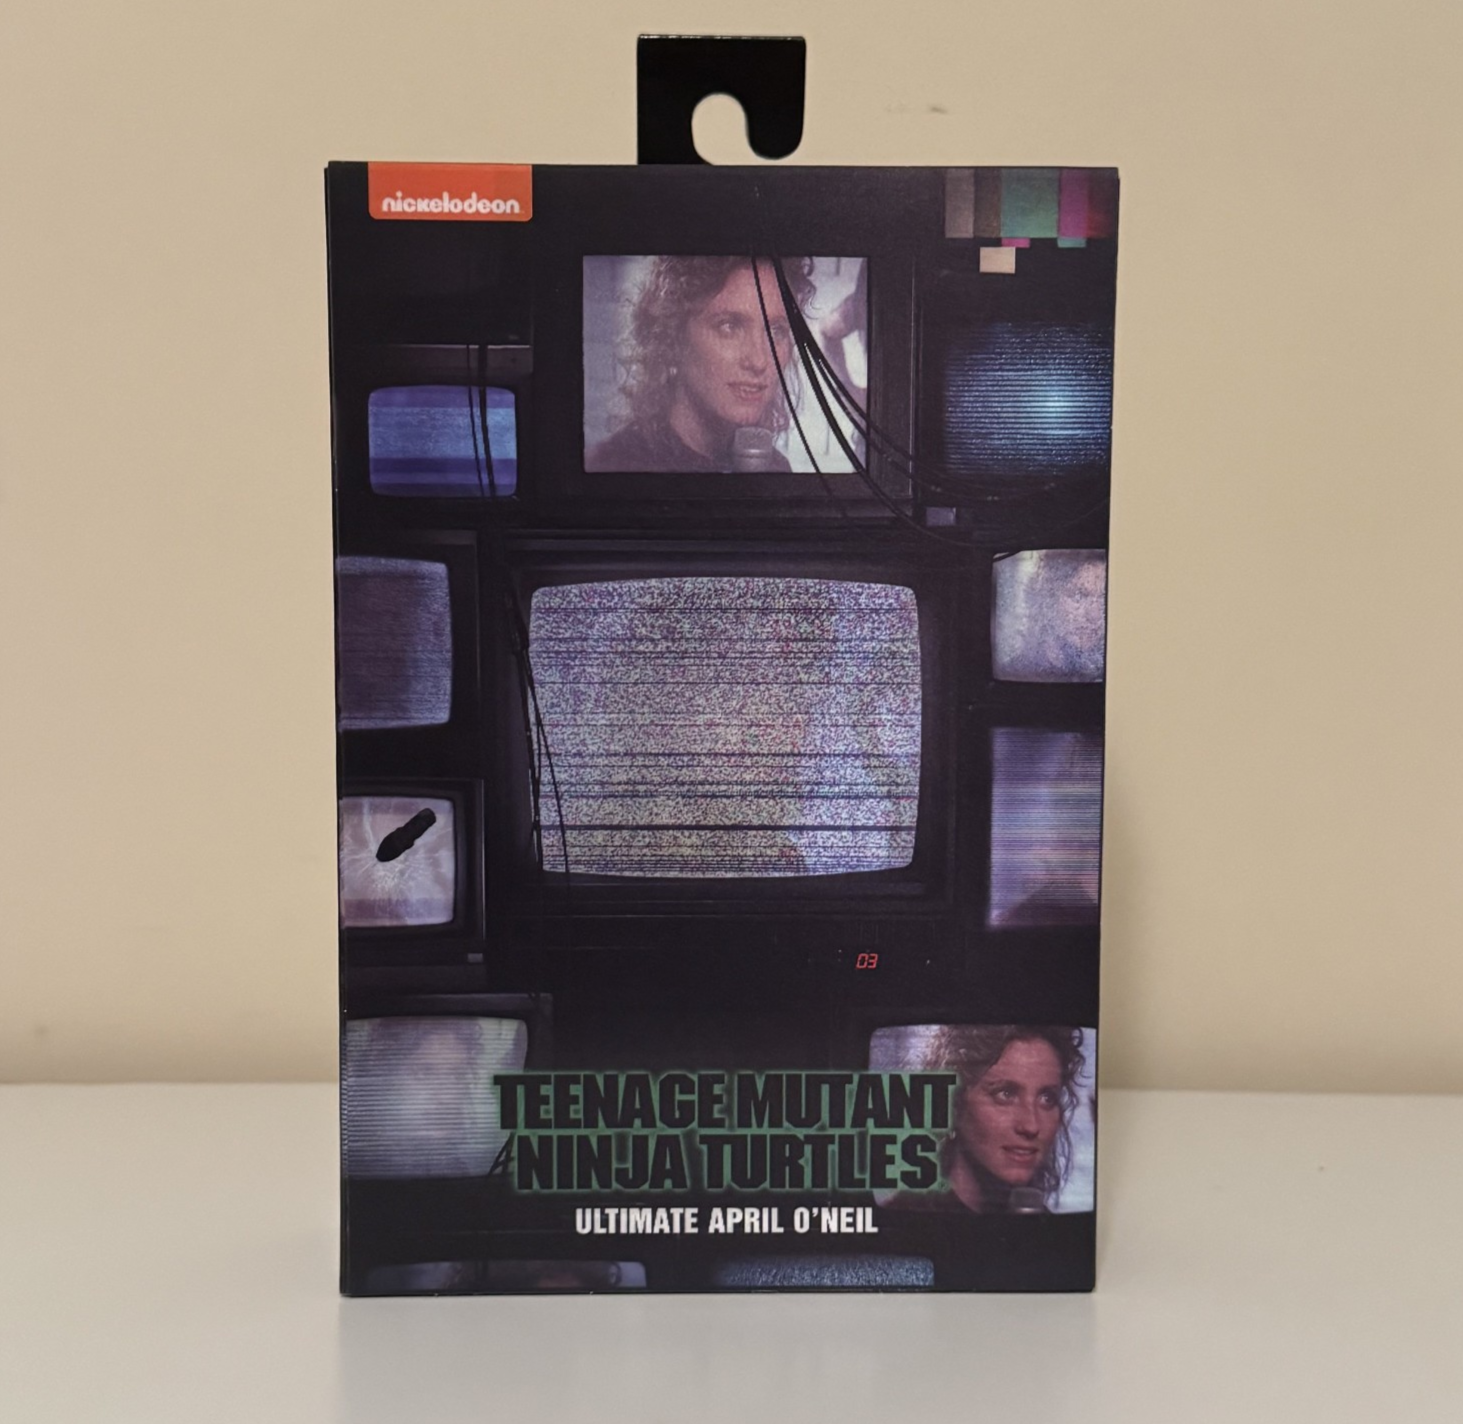 nickelodeon
03
TEENAGE MUTANT
NINJA TURTLES
ULTIMATE APRIL O'NEIL